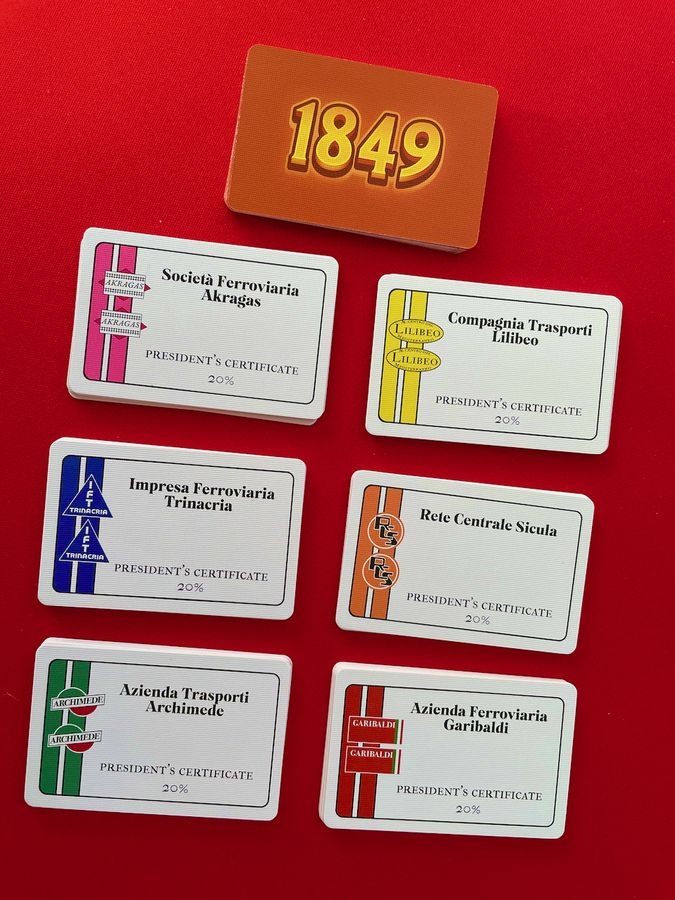 1849
Società Ferroviaria
Akragas
AKRAGAS
AKRAGAS
PRESIDENT'S CERTIFICATE
20%
Compagnia Trasporti
Lilibeo
LILIBEO
LILIBEO
PRESIDENT'S CERTIFICATE
20%
Impresa Ferroviaria
Trinacria
IFT
TRINACRIA
IFT
TRINACRIA
PRESIDENT'S CERTIFICATE
20%
Rete Centrale Sicula
RCS
RCS
PRESIDENT'S CERTIFICATE
20%
Azienda Trasporti
Archimede
ARCHIMEDE
ARCHIMEDE
PRESIDENT'S CERTIFICATE
20%
Azienda Ferroviaria
Garibaldi
GARIBALDI
GARIBALDI
PRESIDENT'S CERTIFICATE
20%